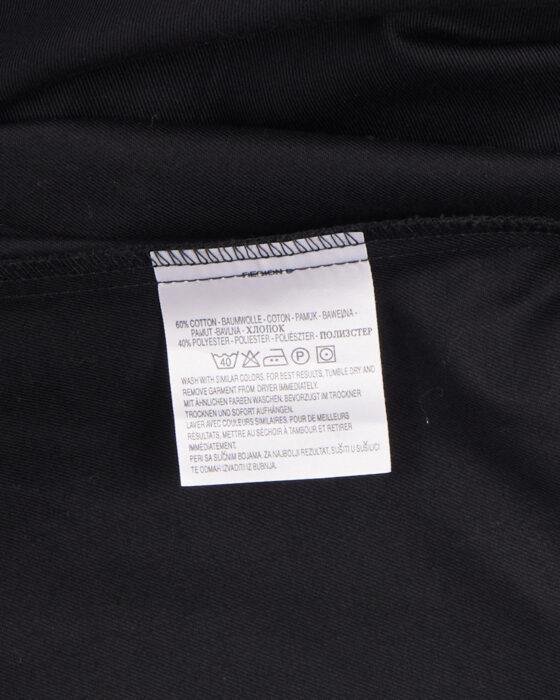 REGION B
60% COTTON - BAUMWOLLE - COTON - PAMUK - BAWEŁNA -
PAMUT-BAVLNA - ХЛОПОК
40% POLYESTER - POLIESTER - POLIÉSZTER - ПОЛИЭСТЕР
40 P
WASH WITH SIMILAR COLORS, FOR BEST RESULTS, TUMBLE DRY AND
REMOVE GARMENT FROM DRYER IMMEDIATELY.
MIT ÄHNLICHEN FARBEN WASCHEN, BEVORZUGT IM TROCKNER
TROCKNEN UND SOFORT AUFHÄNGEN.
LAVER AVEC COULEURS SIMILAIRES, POUR DE MEILLEURS
RÉSULTATS, METTRE AU SÉCHOIR À TAMBOUR ET RETIRER
IMMÉDIATEMENT.
PERI SA SUČNIM BOJAMA, ZA NAJBOLJI REZULTAT, SUŠITI U SUŠILICI
TE ODMAH IZVADITI IZ BUBNJA.